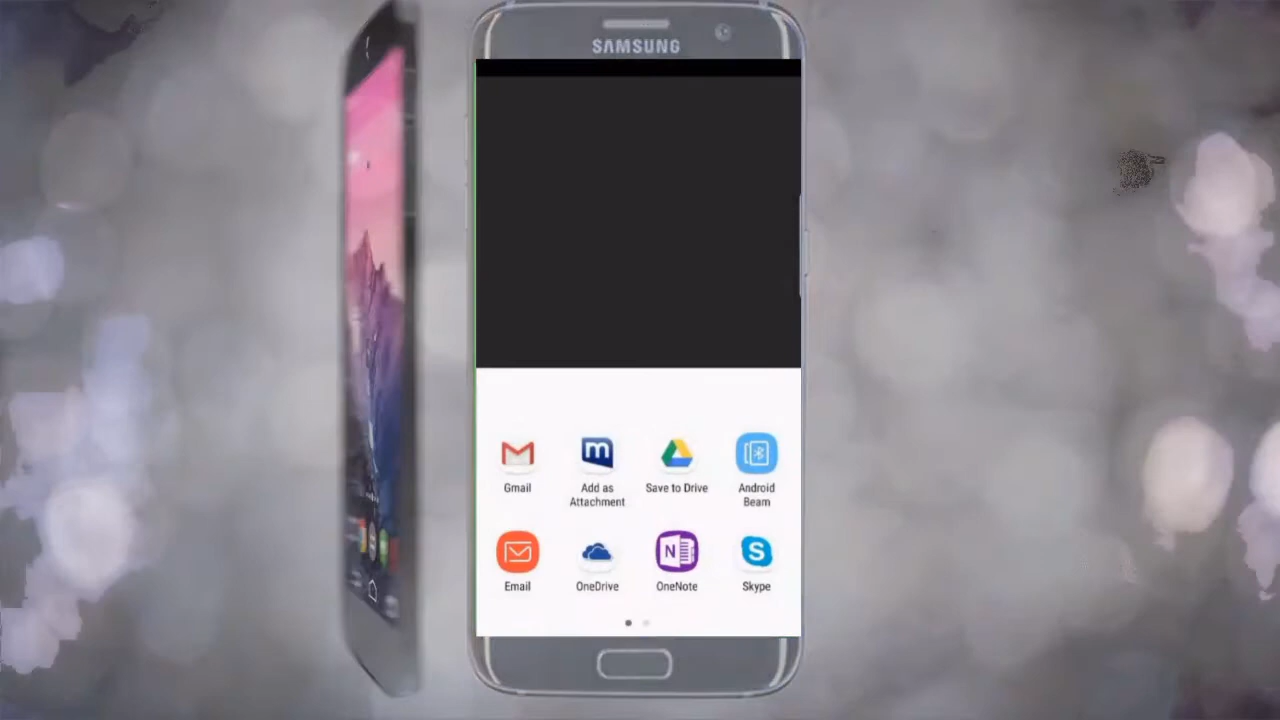 SAMSUNG
Gmail
Add as
Attachment
Save to Drive
Android
Beam
Email
OneDrive
OneNote
Skype